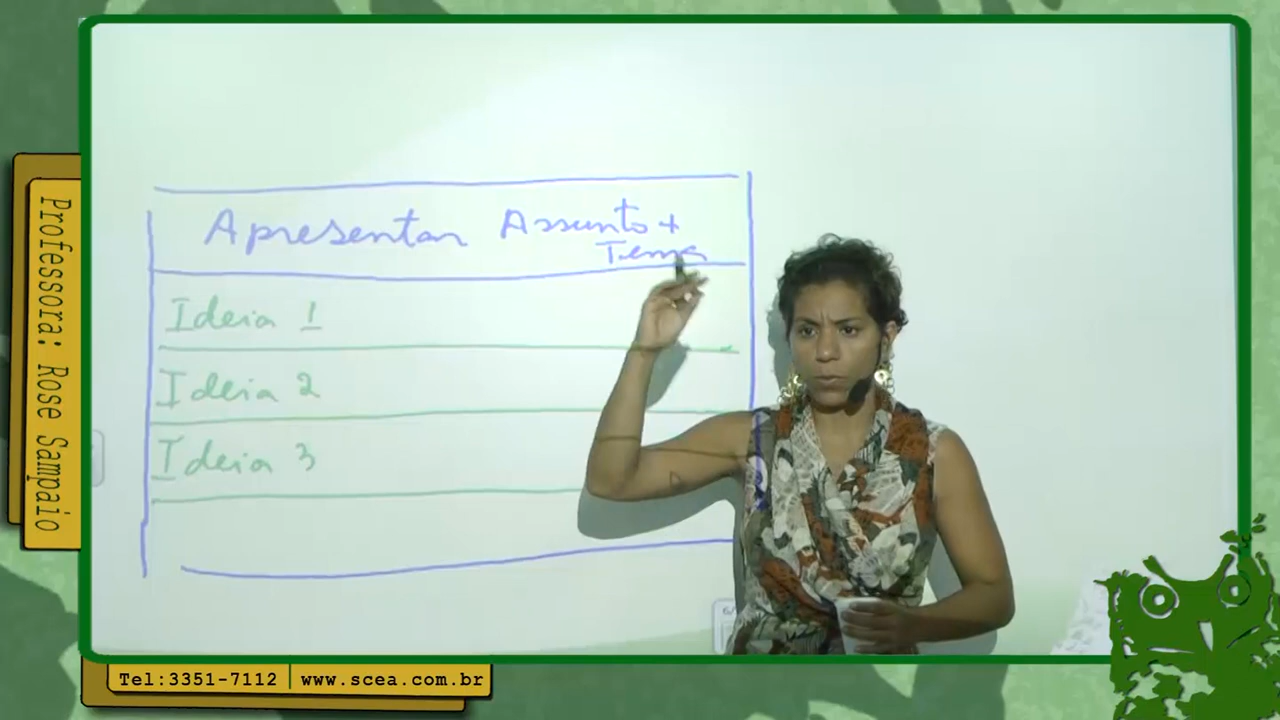 Apresentar Assunto +
Tema
Ideia 1
Ideia 2
Ideia 3
Professora: Rose Sampaio
Tel:3351-7112 www.scea.com.br